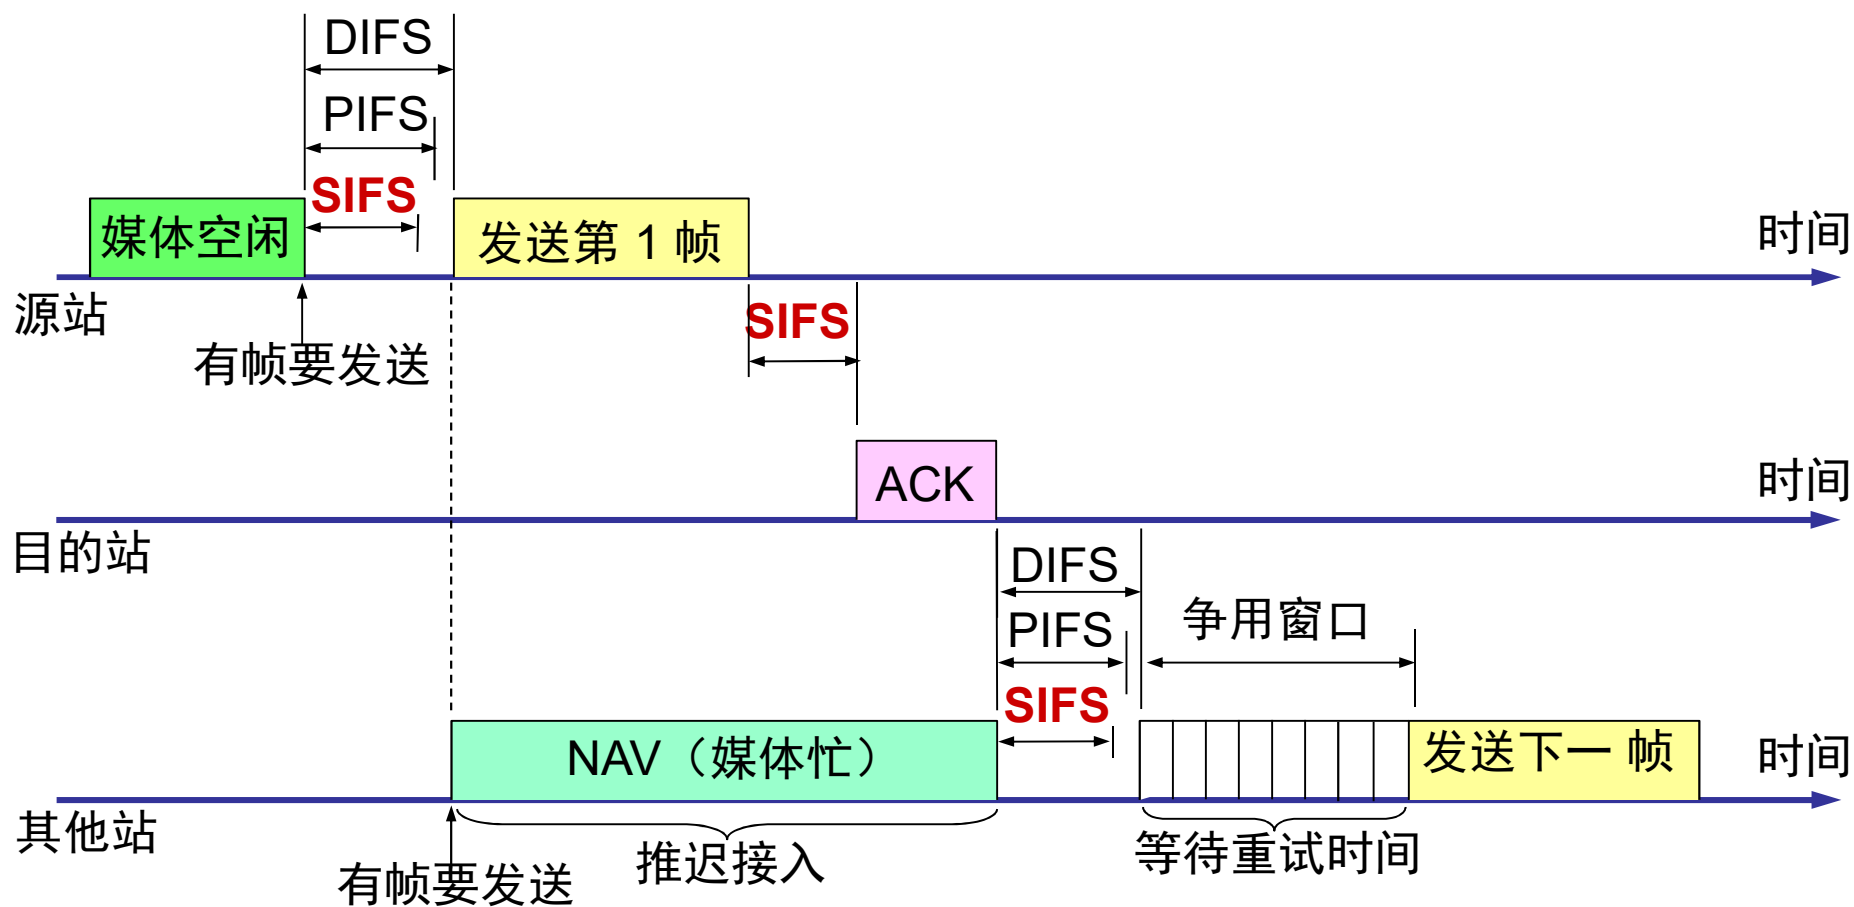 DIFS
PIFS
SIFS
媒体空闲
发送第 1 帧
时间
源站
有帧要发送
SIFS
ACK
时间
目的站
DIFS
PIFS
争用窗口
SIFS
NAV（媒体忙）
发送下一 帧
时间
其他站
有帧要发送
推迟接入
等待重试时间